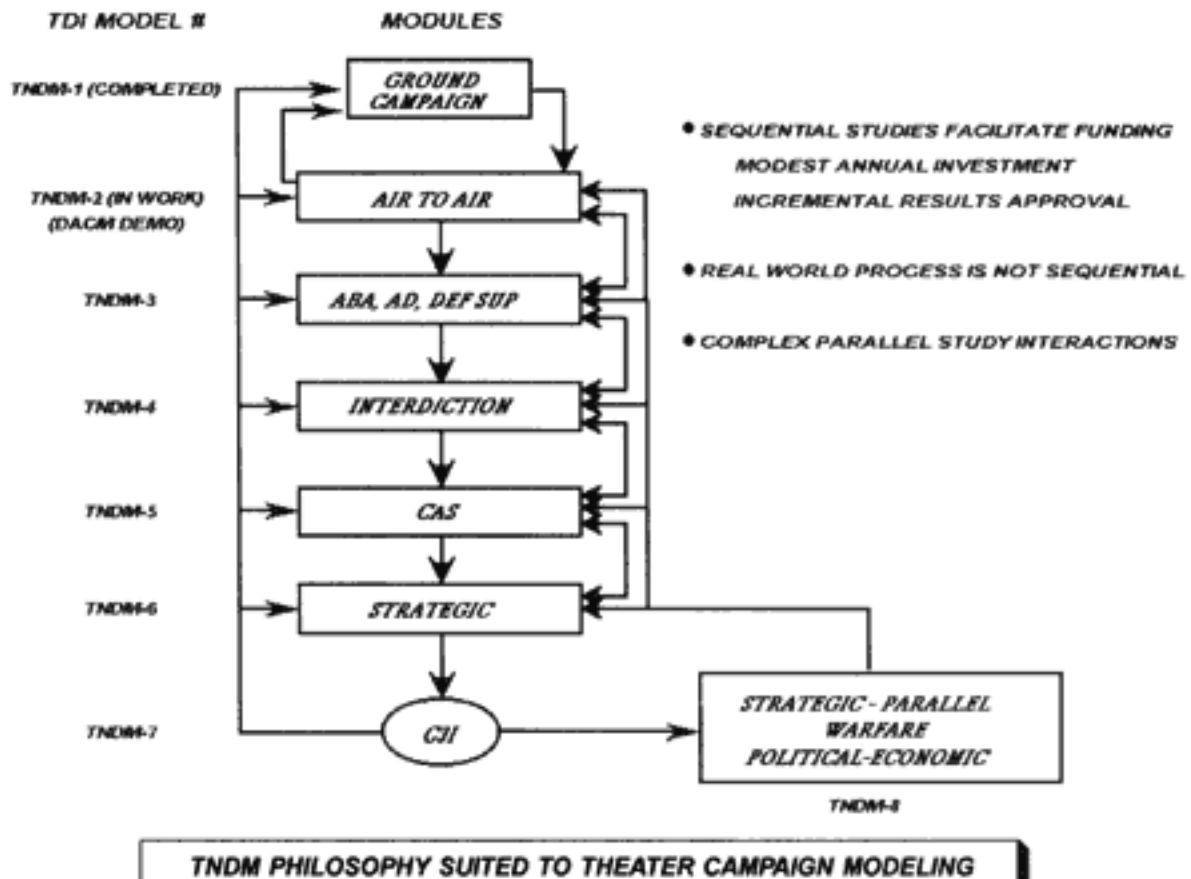 TDI MODEL # MODULES
TNDM-1 (COMPLETED)
GROUND
CAMPAIGN
TNDM-2 (IN WORK)
(DACM DEMO)
AIR TO AIR
TNDM-3
ABA, AD, DEF SUP
TNDM-4
INTERDICTION
TNDM-5
CAS
TNDM-6
STRATEGIC
TNDM-7
STRATEGIC - PARALLEL
WARFARE
POLITICAL-ECONOMIC
TNDM-8
• SEQUENTIAL STUDIES FACILITATE FUNDING
MODEST ANNUAL INVESTMENT
INCREMENTAL RESULTS APPROVAL
• REAL WORLD PROCESS IS NOT SEQUENTIAL
• COMPLEX PARALLEL STUDY INTERACTIONS
TNDM PHILOSOPHY SUITED TO THEATER CAMPAIGN MODELING